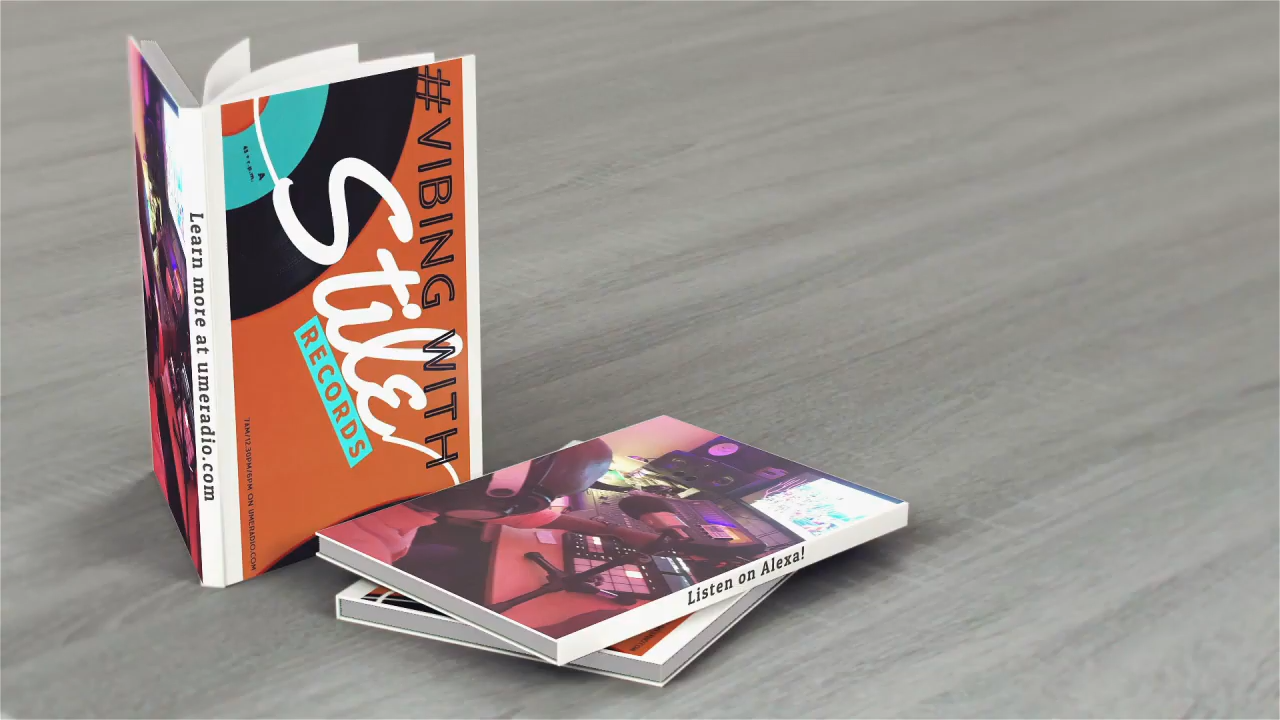 #VIBING WITH
Stile
RECORDS
A
45 • r.p.m.
7AM/12.30PM/6PM ON UMERADIO.COM
Learn more at umeradio.com
Listen on Alexa!